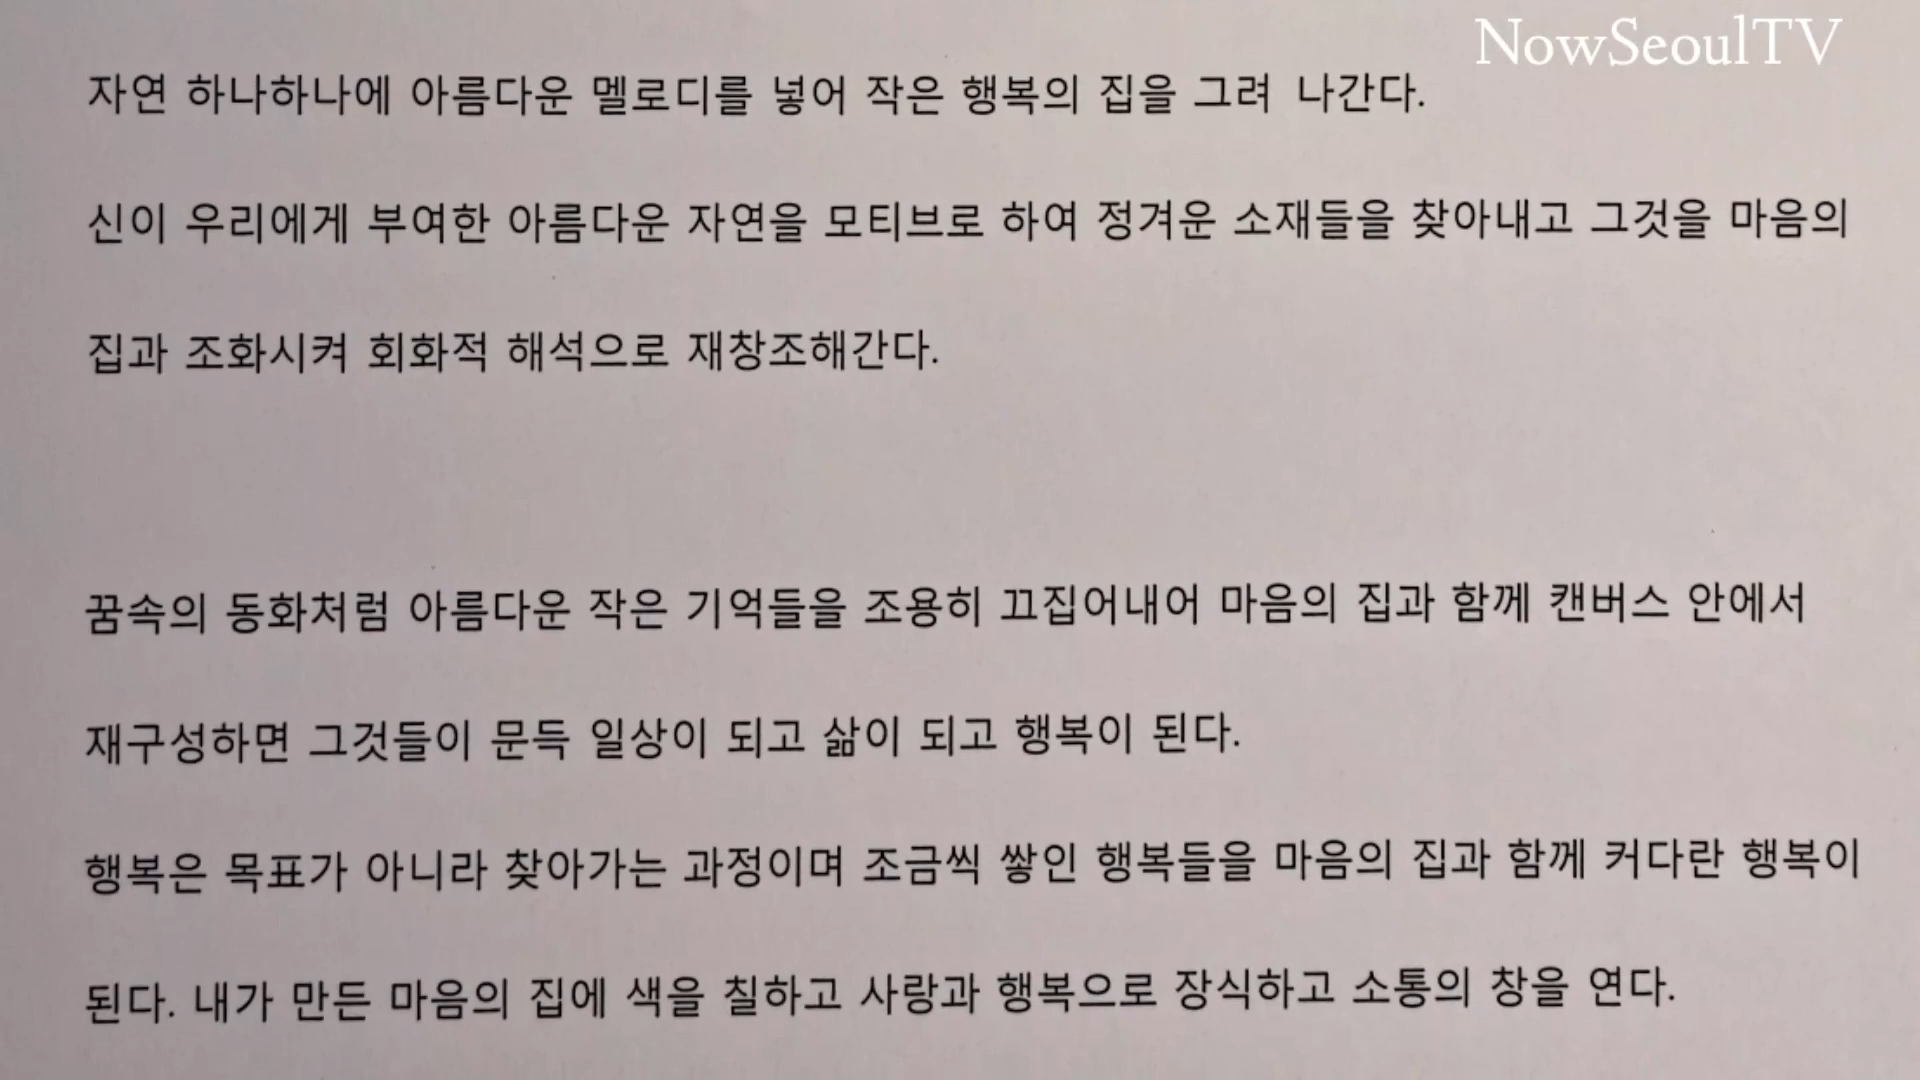 NowSeoulTV
자연 하나하나에 아름다운 멜로디를 넣어 작은 행복의 집을 그려 나간다.
신이 우리에게 부여한 아름다운 자연을 모티브로 하여 정겨운 소재들을 찾아내고 그것을 마음의
집과 조화시켜 회화적 해석으로 재창조해간다.
꿈속의 동화처럼 아름다운 작은 기억들을 조용히 끄집어내어 마음의 집과 함께 캔버스 안에서
재구성하면 그것들이 문득 일상이 되고 삶이 되고 행복이 된다.
행복은 목표가 아니라 찾아가는 과정이며 조금씩 쌓인 행복들을 마음의 집과 함께 커다란 행복이
된다. 내가 만든 마음의 집에 색을 칠하고 사랑과 행복으로 장식하고 소통의 창을 연다.